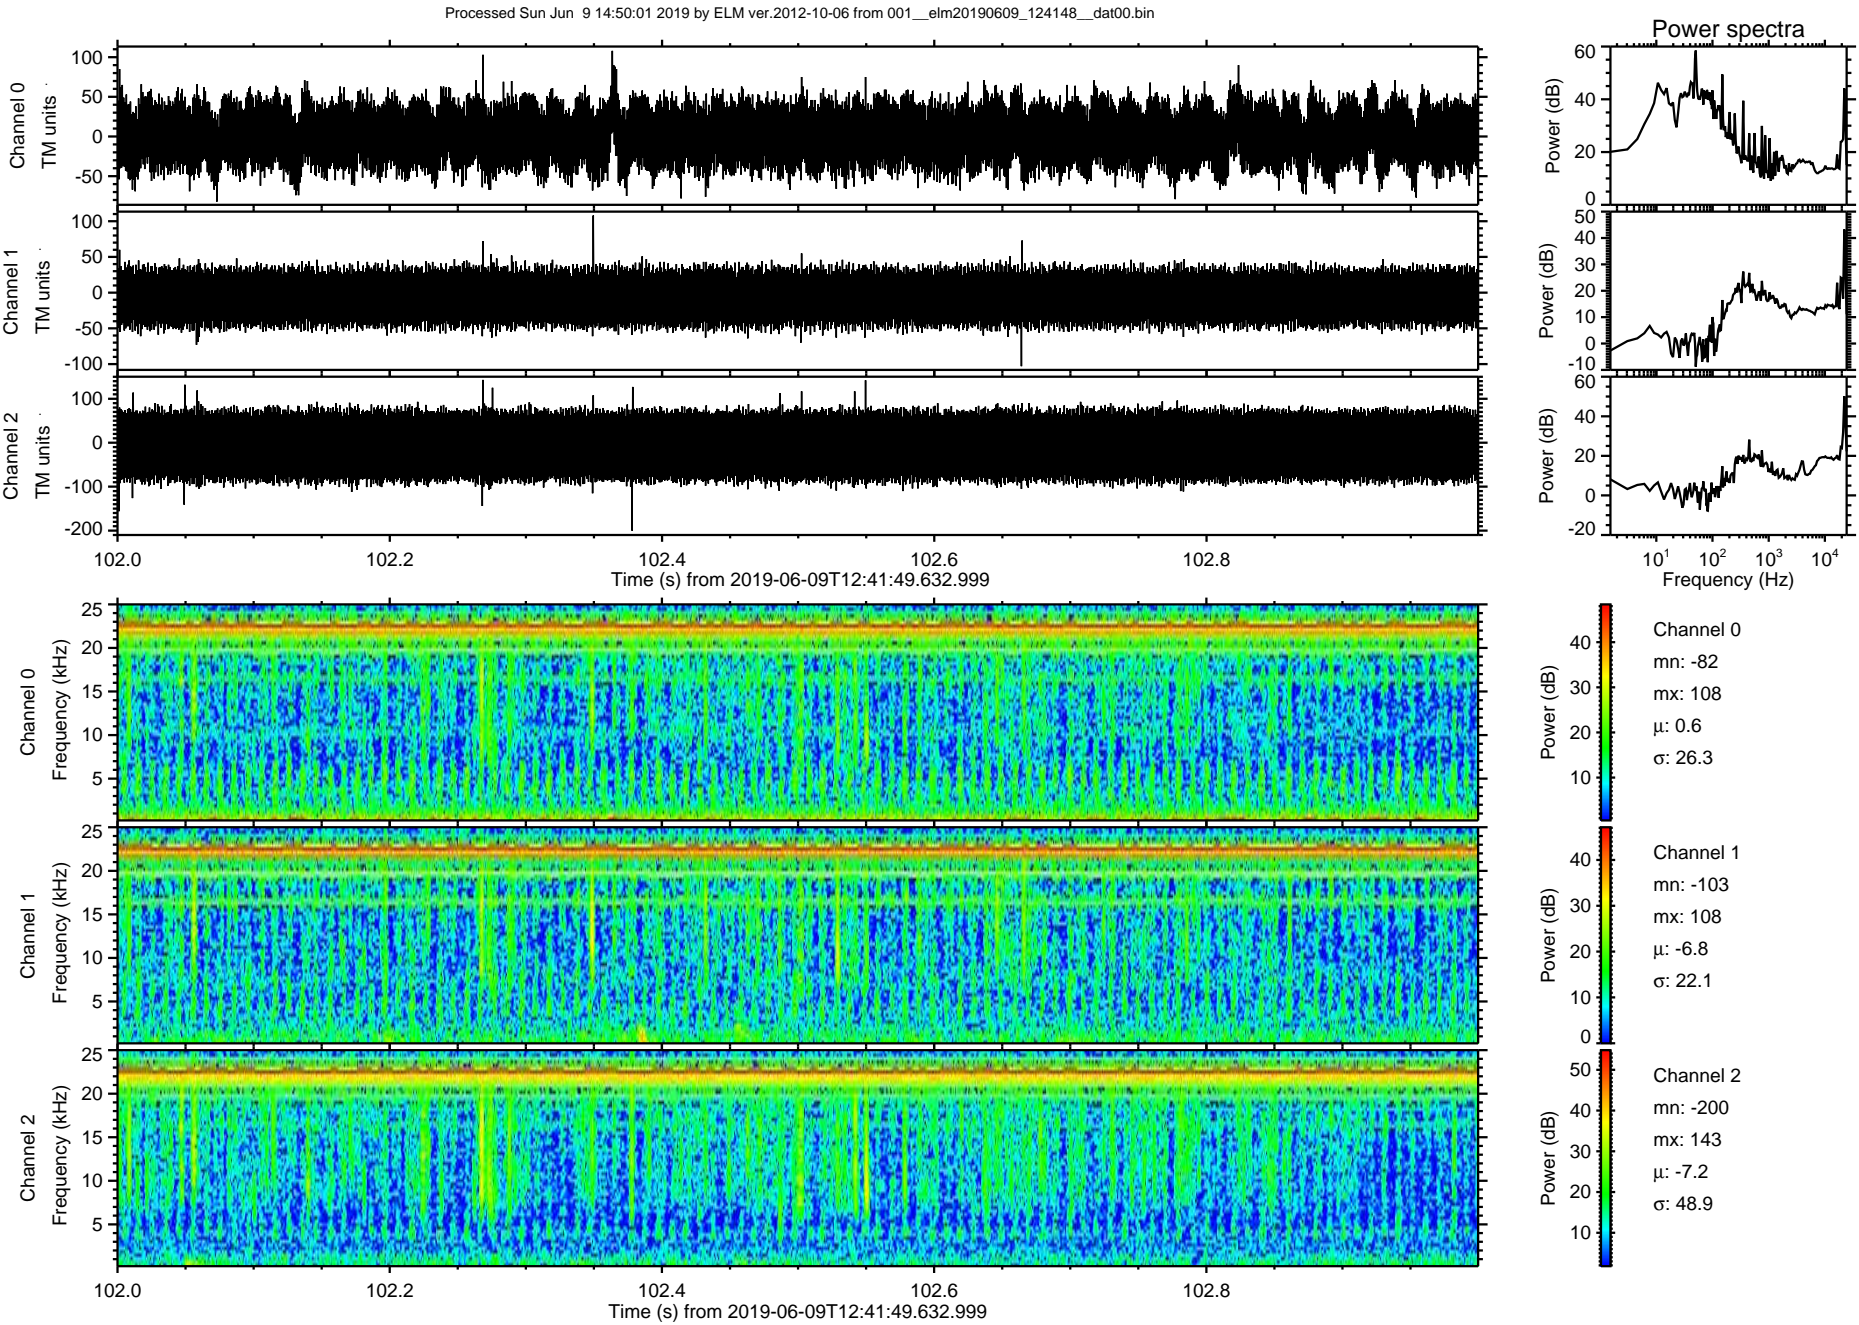 Processed Sun Jun  9 14:50:01 2019 by ELM ver.2012-10-06 from 001__elm20190609_124148__dat00.bin
Power spectra
Channel 0
TM units
100
50
0
-50
Power (dB)
60
40
20
0
Channel 1
TM units
100
50
0
-50
-100
Power (dB)
50
40
30
20
10
0
-10
Channel 2
TM units
100
0
-100
-200
Power (dB)
60
40
20
0
-20
102.0 102.2 102.4 102.6 102.8
Time (s) from 2019-06-09T12:41:49.632.999
10^1 10^2 10^3 10^4
Frequency (Hz)
Channel 0
Frequency (kHz)
25
20
15
10
5
Power (dB)
40
30
20
10
Channel 0
mn: -82
mx: 108
μ: 0.6
σ: 26.3
Channel 1
Frequency (kHz)
25
20
15
10
5
Power (dB)
40
30
20
10
0
Channel 1
mn: -103
mx: 108
μ: -6.8
σ: 22.1
Channel 2
Frequency (kHz)
25
20
15
10
5
Power (dB)
50
40
30
20
10
Channel 2
mn: -200
mx: 143
μ: -7.2
σ: 48.9
102.0 102.2 102.4 102.6 102.8
Time (s) from 2019-06-09T12:41:49.632.999